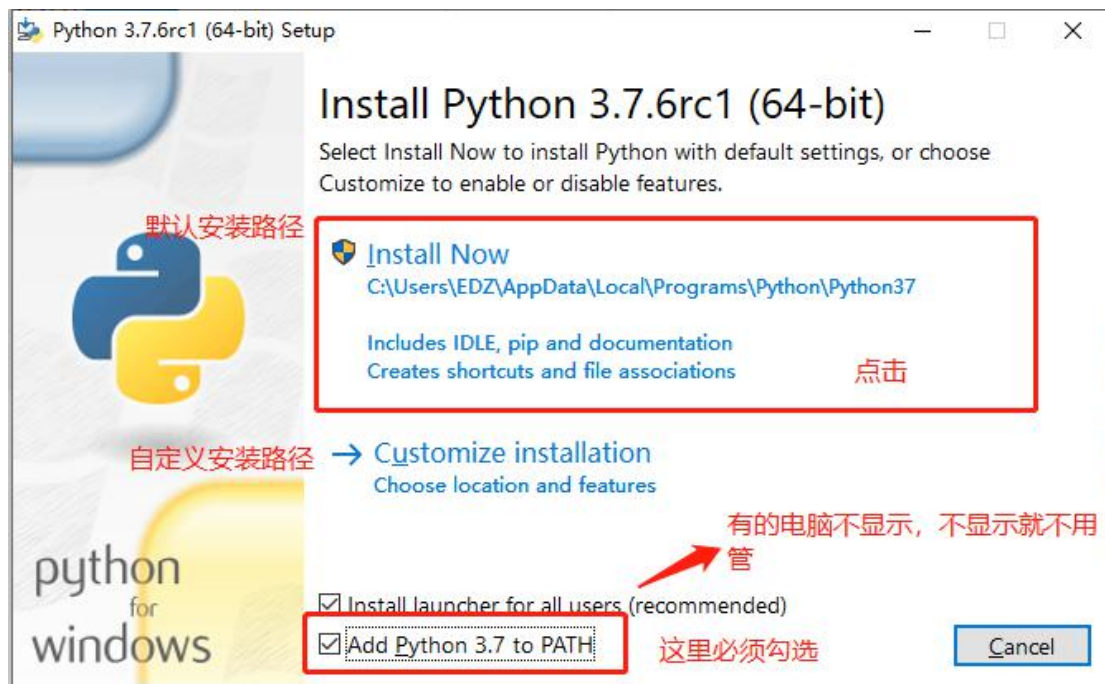 Python 3.7.6rc1 (64-bit) Setup
Install Python 3.7.6rc1 (64-bit)
Select Install Now to install Python with default settings, or choose
Customize to enable or disable features.
默认安装路径
Install Now
C:\Users\EDZ\AppData\Local\Programs\Python\Python37
Includes IDLE, pip and documentation
Creates shortcuts and file associations
点击
自定义安装路径
Customize installation
Choose location and features
有的电脑不显示，不显示就不用
管
python
for
windows
Install launcher for all users (recommended)
Add Python 3.7 to PATH
这里必须勾选
Cancel